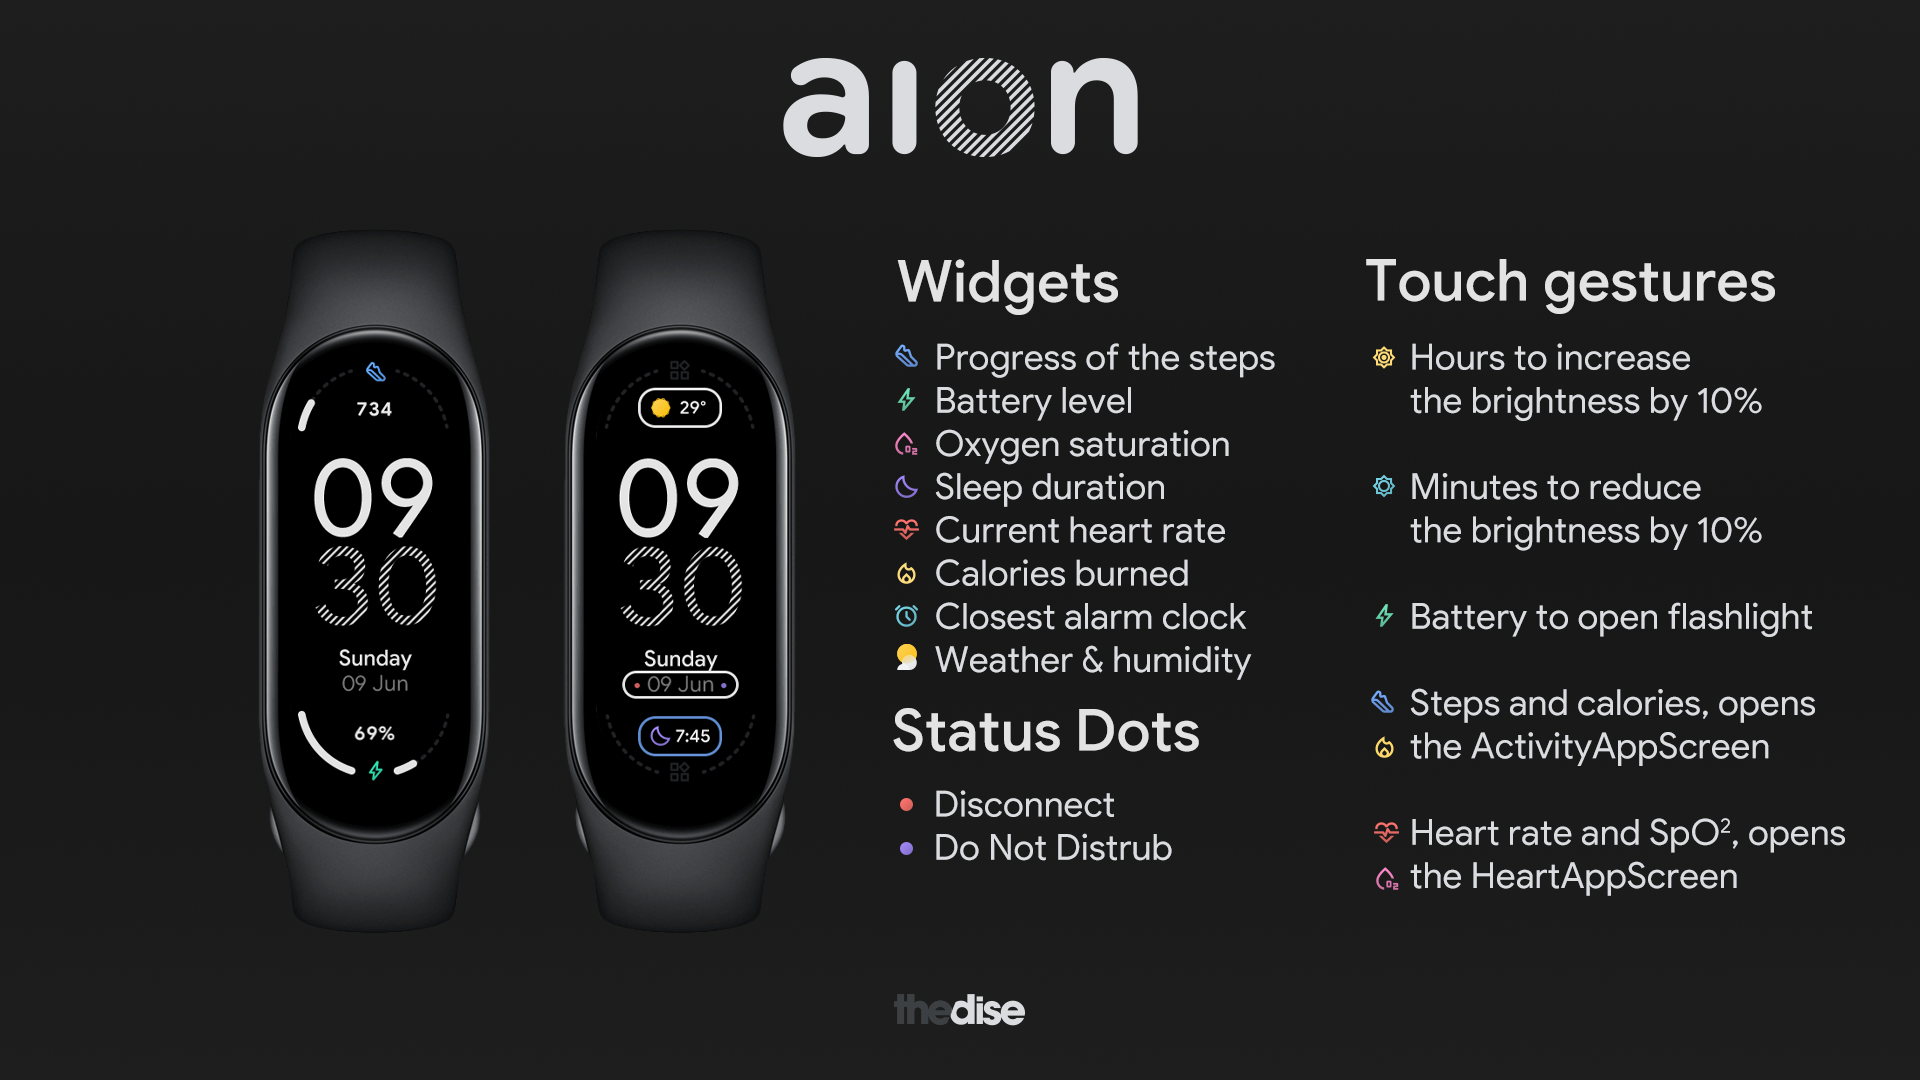 aion
734
09
30
Sunday
09 Jun
69%
29°
09
30
Sunday
09 Jun
7:45
Widgets
Progress of the steps
Battery level
O2
Oxygen saturation
Sleep duration
Current heart rate
Calories burned
Closest alarm clock
Weather & humidity
Status Dots
Disconnect
Do Not Distrub
Touch gestures
Hours to increase
the brightness by 10%
Minutes to reduce
the brightness by 10%
Battery to open flashlight
Steps and calories, opens
the ActivityAppScreen
Heart rate and SpO², opens
O2
the HeartAppScreen
thedise